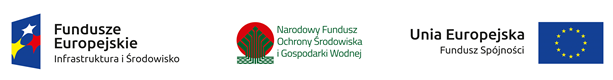 Fundusze
Europejskie
Infrastruktura i Środowisko
Narodowy Fundusz
Ochrony Środowiska
i Gospodarki Wodnej
Unia Europejska
Fundusz Spójności